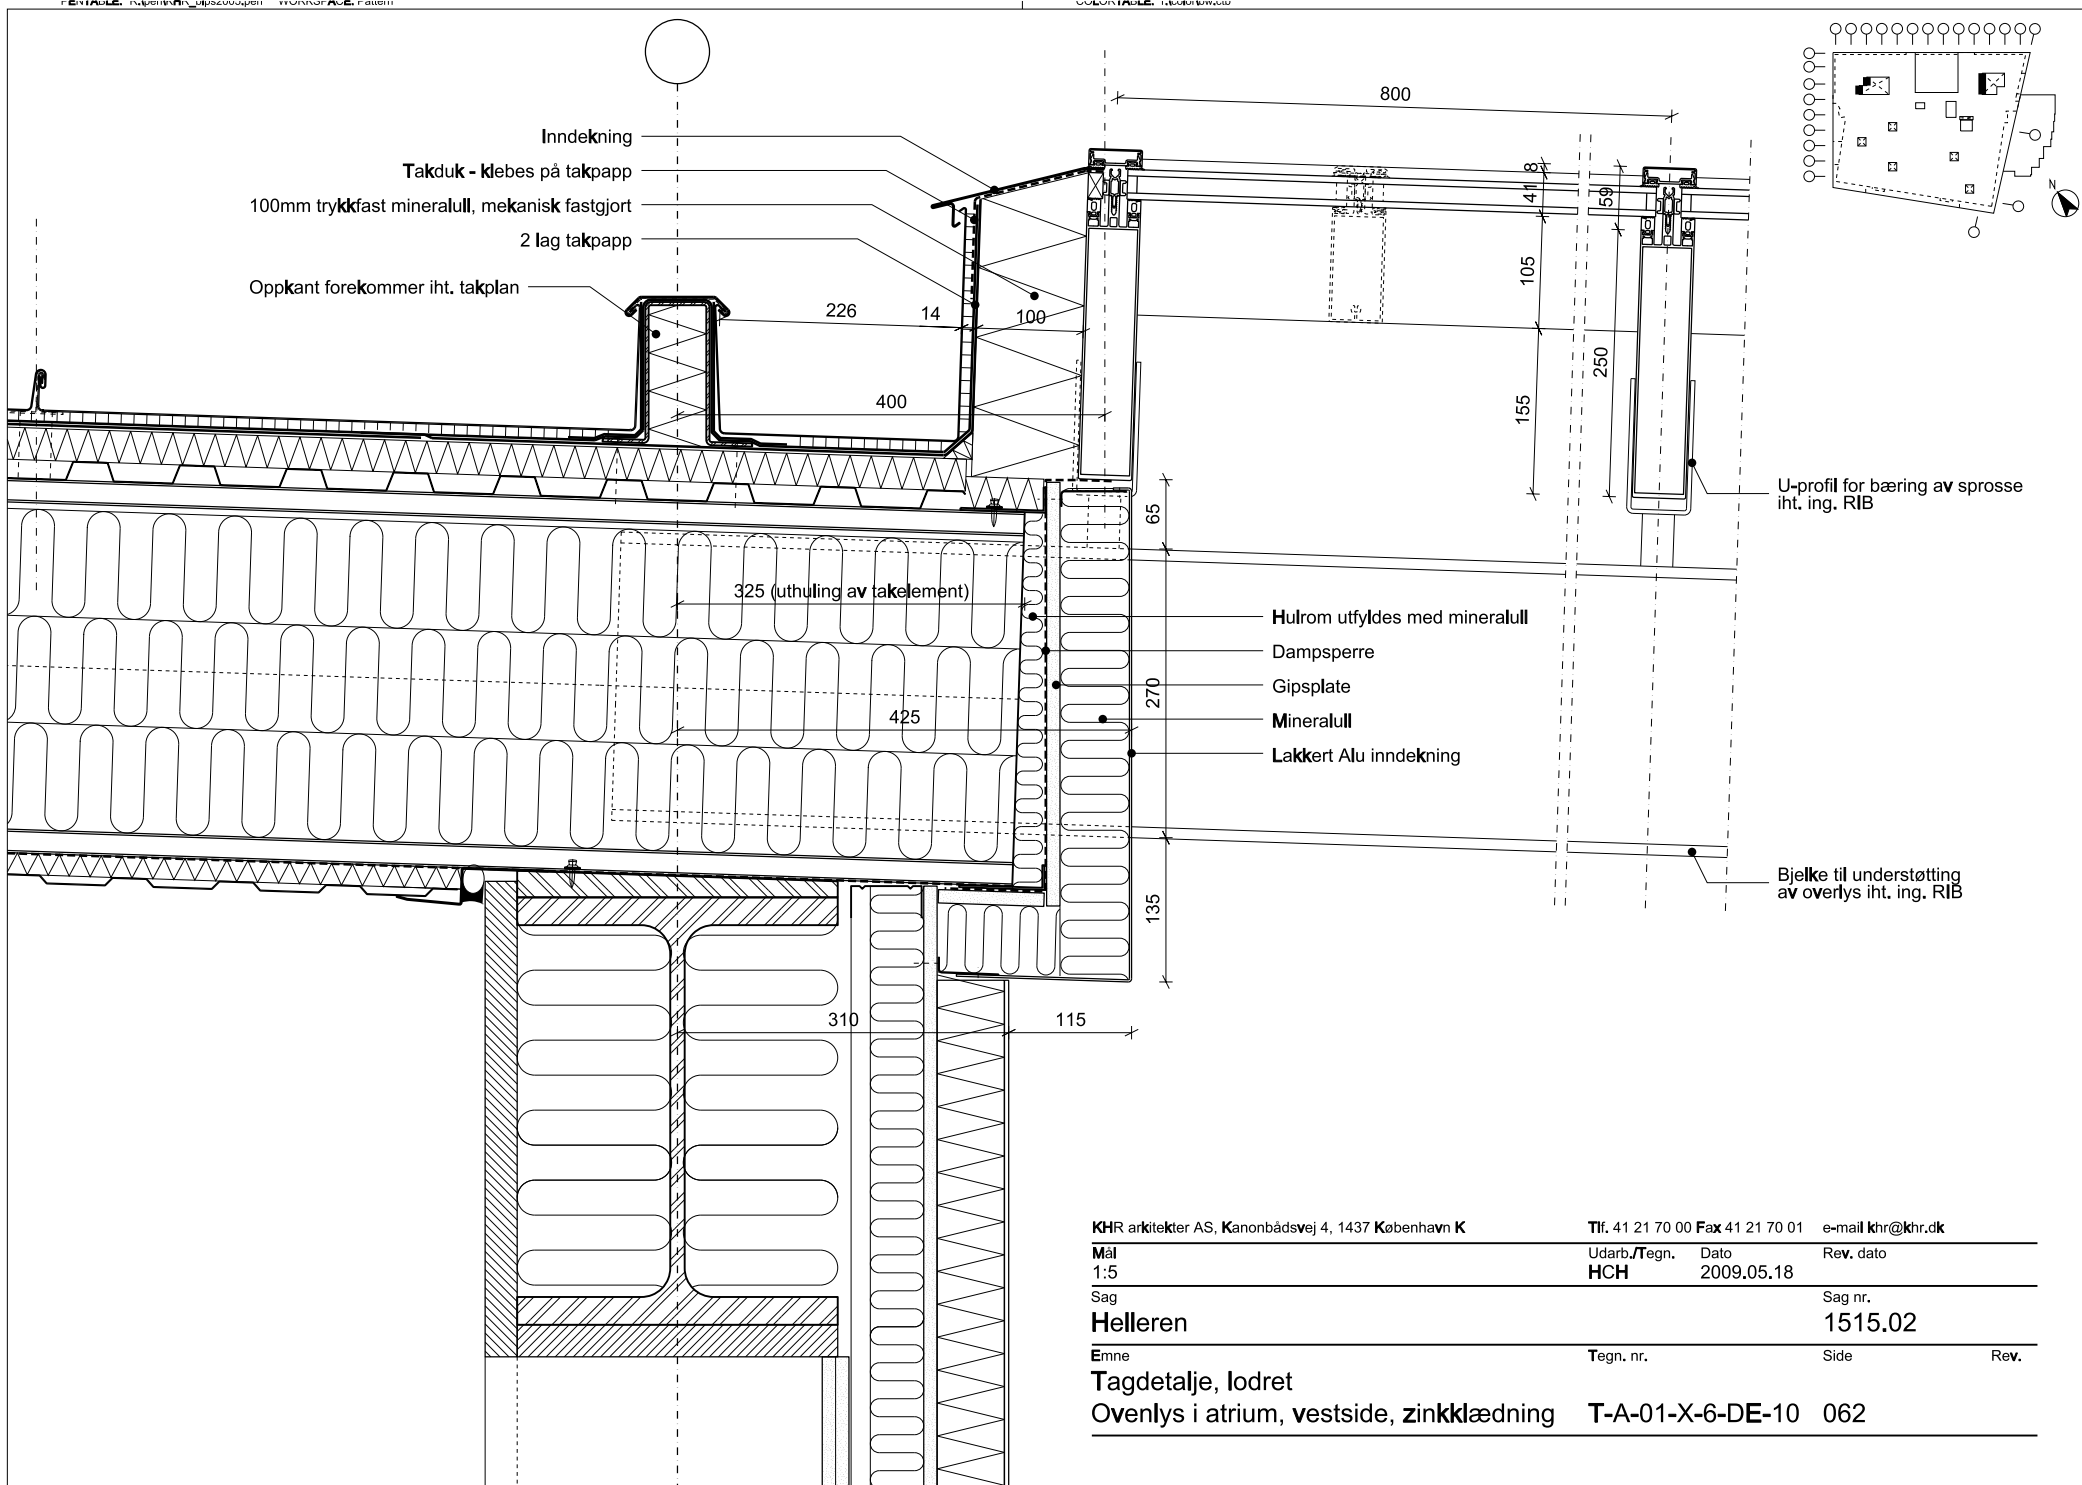 WORKSPACE: Pattern
Inndekning
Takduk - klebes på takpapp
100mm trykkfast mineralull, mekanisk fastgjort
2 lag takpapp
Oppkant forekommer iht. takplan
800
8
41
59
105
250
155
226
14
100
400
N
U-profil for bæring av sprosse
iht. ing. RIB
65
325 (uthuling av takelement)
Hulrom utfyldes med mineralull
Dampsperre
Gipsplate
270
425
Mineralull
Lakkert Alu inndekning
Bjelke til understøtting
av overlys iht. ing. RIB
135
310
115
KHR arkitekter AS, Kanonbådsvej 4, 1437 København K
Tlf. 41 21 70 00 Fax 41 21 70 01 e-mail khr@khr.dk
Mål
Udarb./Tegn. Dato Rev. dato
1:5
HCH 2009.05.18
Sag
Sag nr.
Helleren
1515.02
Emne
Tegn. nr. Side Rev.
Tagdetalje, lodret
Ovenlys i atrium, vestside, zinkklædning T-A-01-X-6-DE-10 062